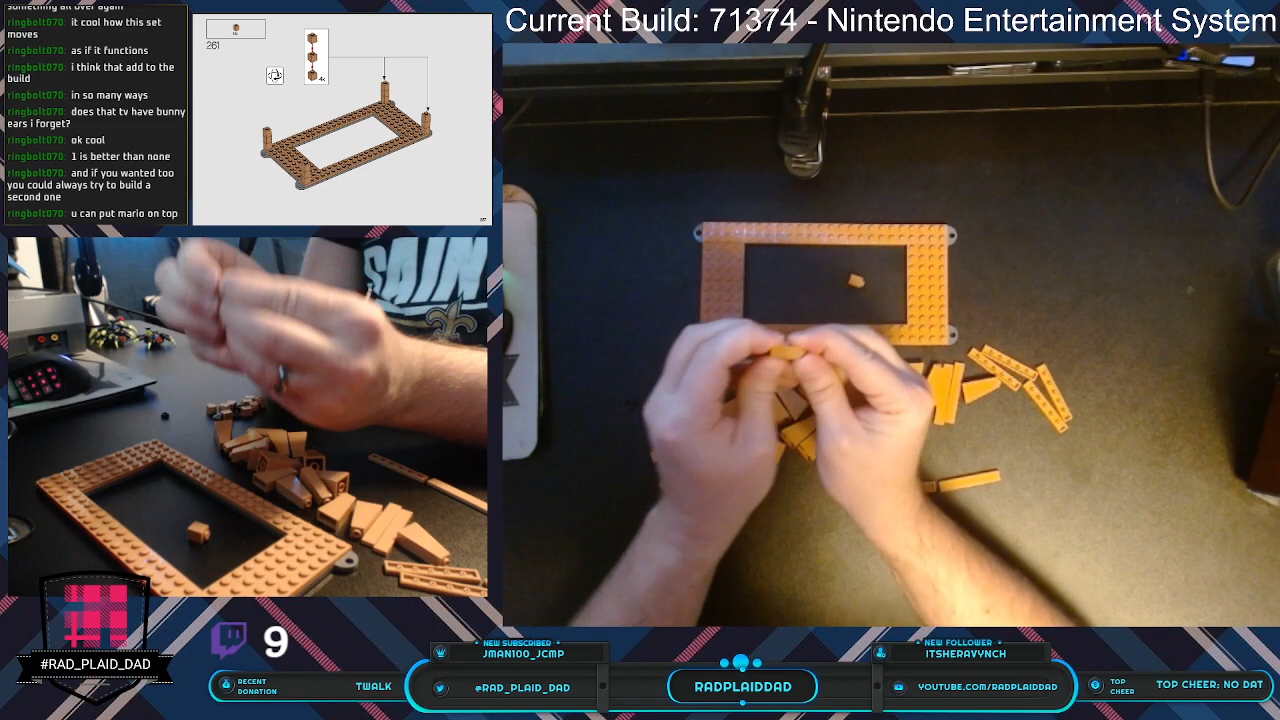 something all over again
ringbolt070: it cool how this set
moves
ringbolt070: as if it functions
ringbolt070: i think that add to the
build
ringbolt070: in so many ways
ringbolt070: does that tv have bunny
ears i forget?
ringbolt070: ok cool
ringbolt070: 1 is better than none
ringbolt070: and if you wanted too
you could always try to build a
second one
ringbolt070: u can put mario on top
261
Current Build: 71374 - Nintendo Entertainment System
#RAD_PLAID_DAD
9
RECENT
DONATION
TWALK
NEW SUBSCRIBER
JMAN100_JCMP
@RAD_PLAID_DAD
RADPLAIDDAD
NEW FOLLOWER
ITSHERAVYNCH
YOUTUBE.COM/RADPLAIDDAD
TOP
CHEER
TOP CHEER: NO DAT